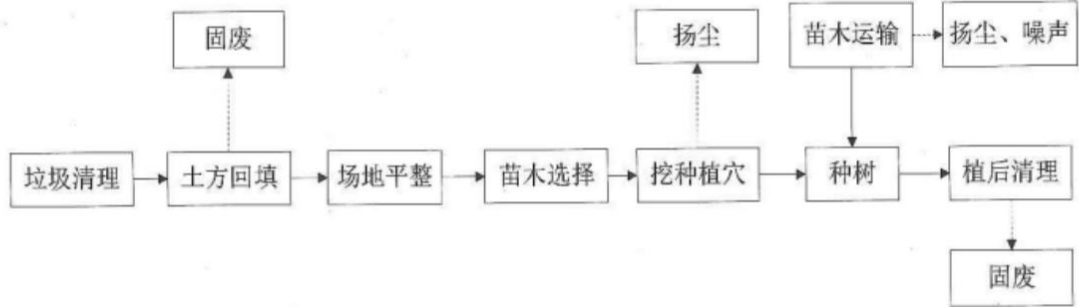 固废
扬尘
苗木运输
扬尘、噪声
垃圾清理
土方回填
场地平整
苗木选择
挖种植穴
种树
植后清理
固废